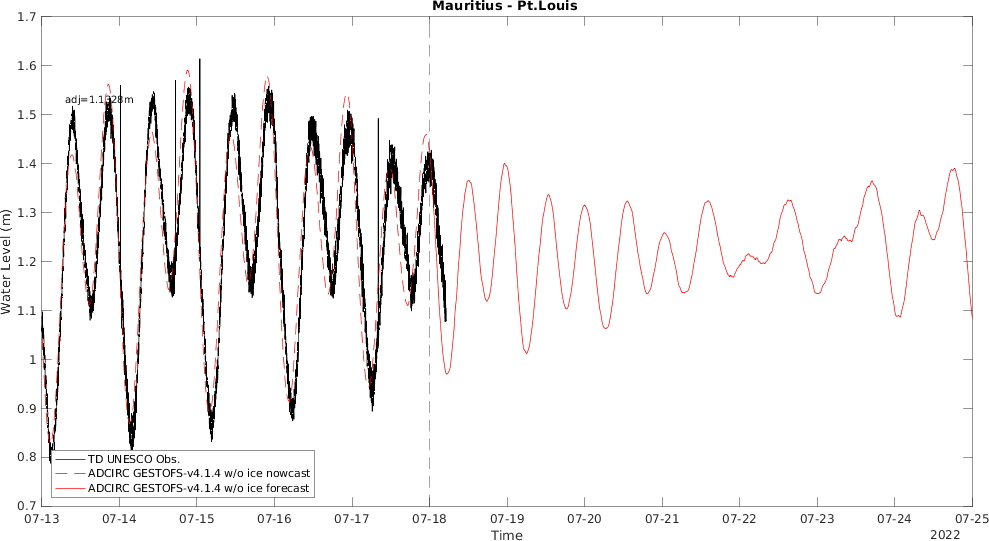 Mauritius - Pt.Louis
Water Level (m)
1.7
1.6
1.5
1.4
1.3
1.2
1.1
1
0.9
0.8
0.7
TD UNESCO Obs.
ADCIRC GESTOFS-v4.1.4 w/o ice nowcast
ADCIRC GESTOFS-v4.1.4 w/o ice forecast
07-13 07-14 07-15 07-16 07-17 07-18 07-19 07-20 07-21 07-22 07-23 07-24 07-25
Time
2022